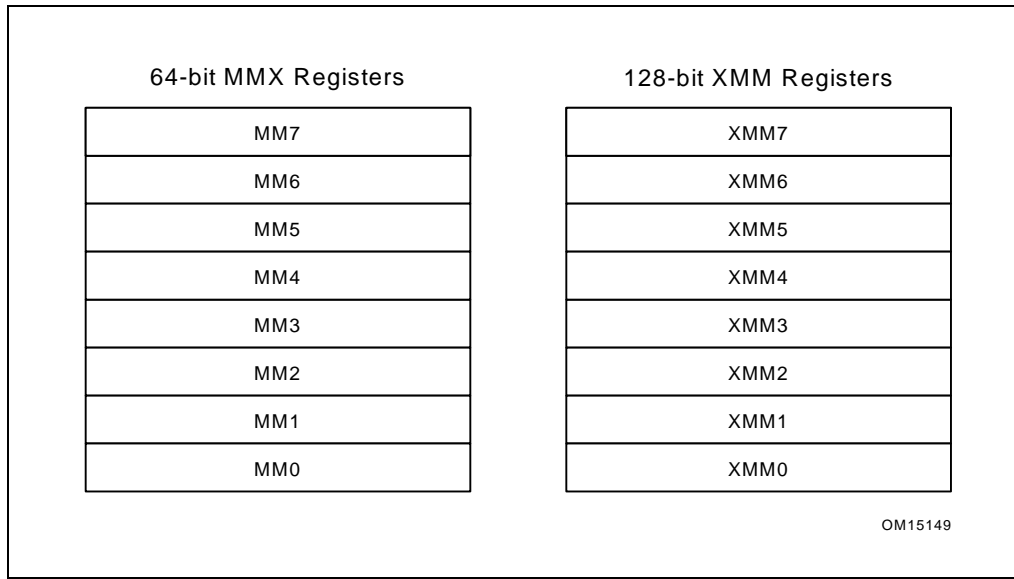 64-bit MMX Registers
MM7
MM6
MM5
MM4
MM3
MM2
MM1
MM0
128-bit XMM Registers
XMM7
XMM6
XMM5
XMM4
XMM3
XMM2
XMM1
XMM0
OM15149